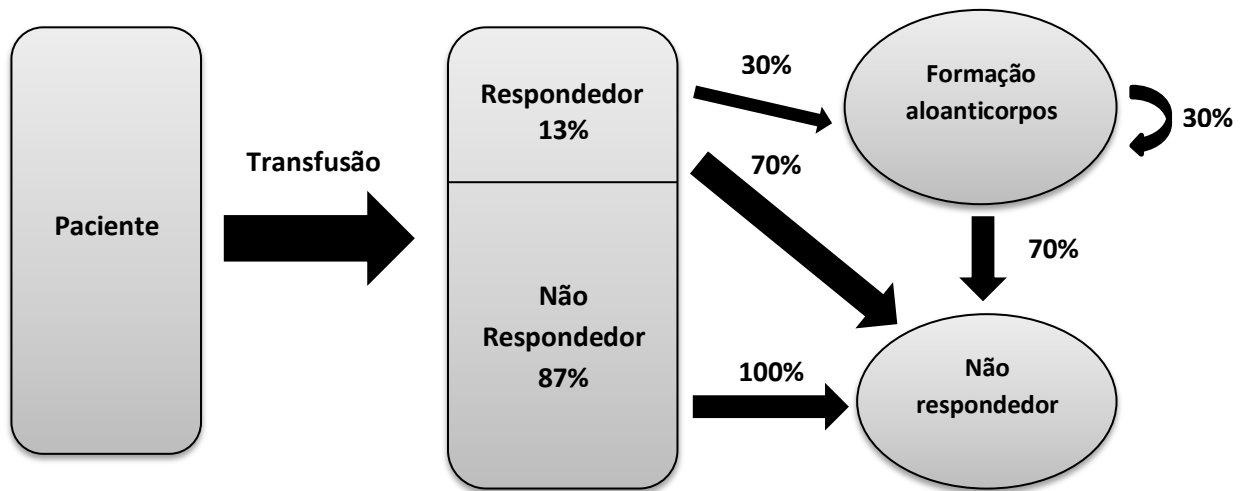 Paciente
Transfusão
Respondedor
13%
Não
Respondedor
87%
30%
70%
100%
Formação
aloanticorpos
30%
70%
Não
respondedor